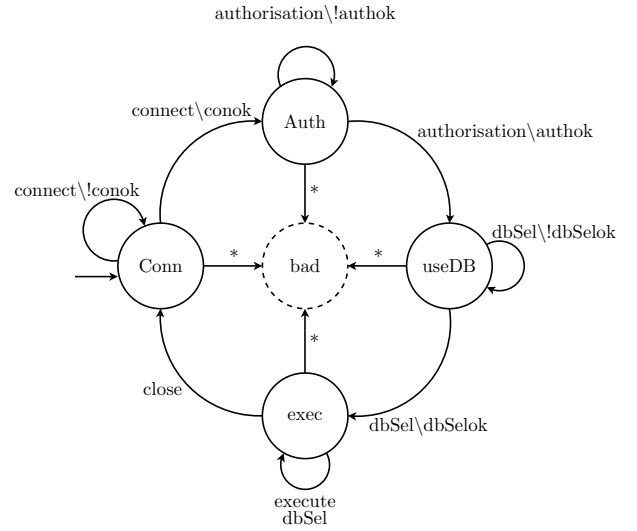 authorisation\!authok
connect\conok
Auth
authorisation\authok
*
connect\!conok
dbSel\!dbSelok
Conn
*
bad
*
useDB
*
close
exec
dbSel\dbSelok
execute
dbSel